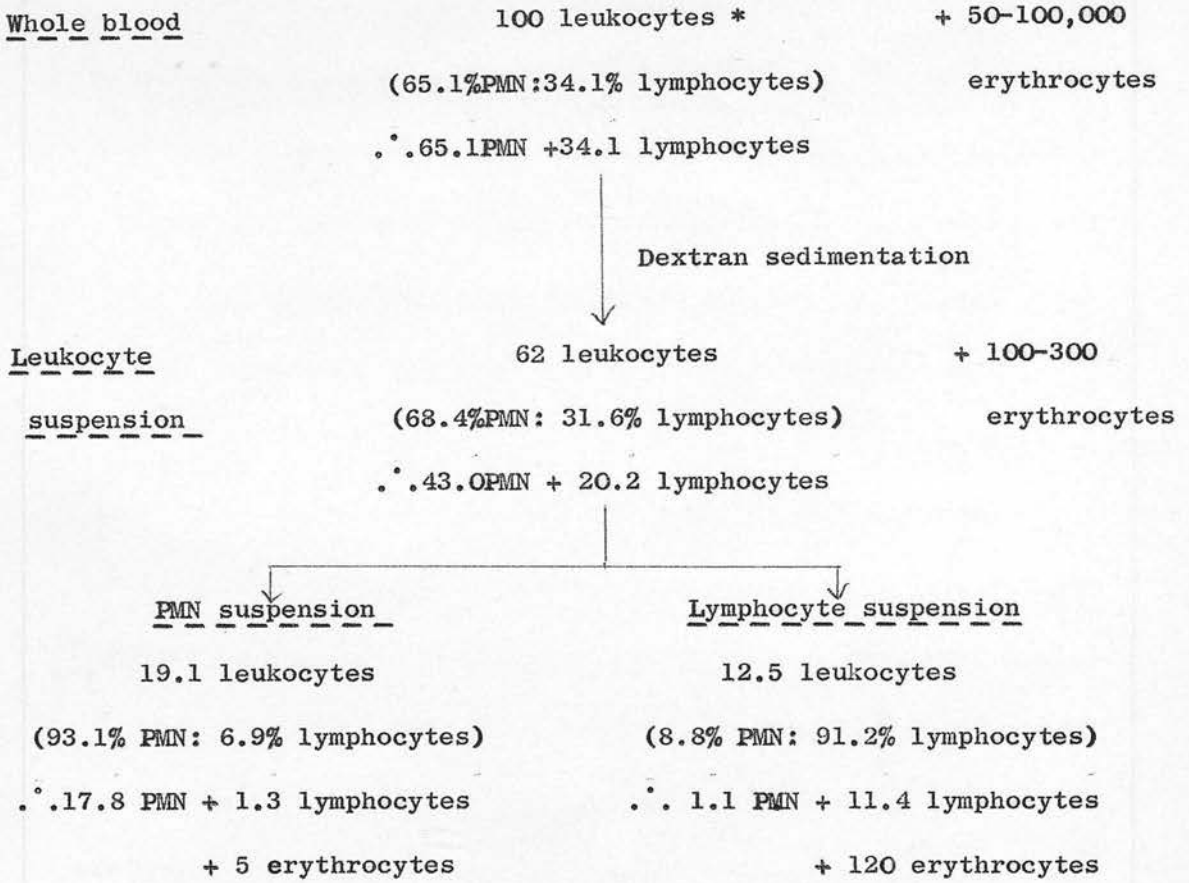 Whole blood 100 leukocytes * + 50-100,000
(65.1%PMN:34.1% lymphocytes) erythrocytes
.°.65.1PMN +34.1 lymphocytes
Dextran sedimentation
Leukocyte 62 leukocytes + 100-300
suspension (68.4%PMN: 31.6% lymphocytes) erythrocytes
.°.43.0PMN + 20.2 lymphocytes
PMN suspension Lymphocyte suspension
19.1 leukocytes 12.5 leukocytes
(93.1% PMN: 6.9% lymphocytes) (8.8% PMN: 91.2% lymphocytes)
.°.17.8 PMN + 1.3 lymphocytes .°. 1.1 PMN + 11.4 lymphocytes
+ 5 erythrocytes + 120 erythrocytes